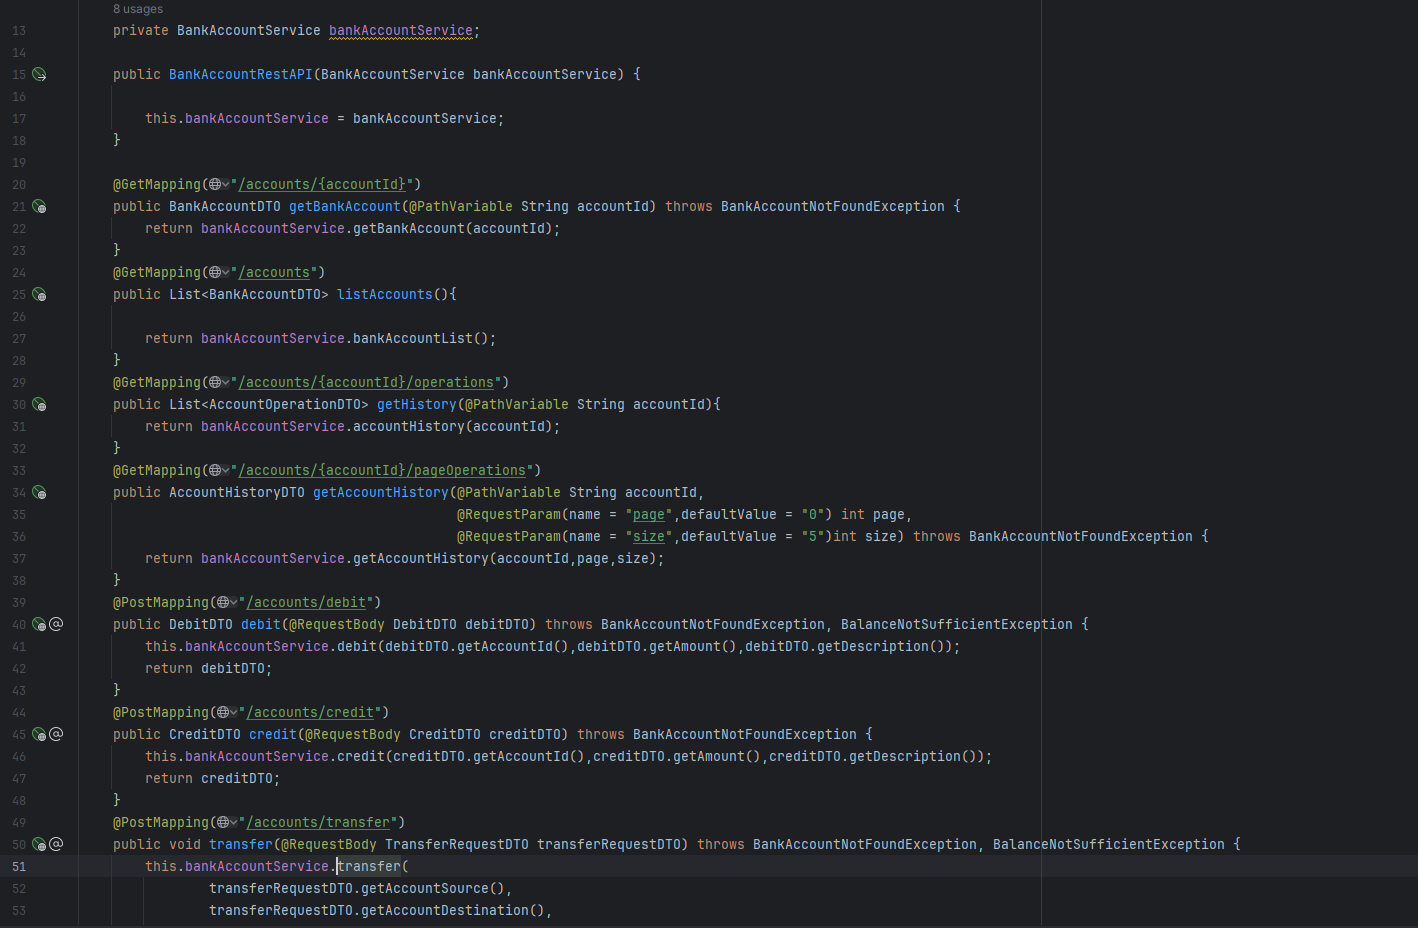 8 usages
13 private BankAccountService bankAccountService;
14
15 public BankAccountRestAPI(BankAccountService bankAccountService) {
16
17 this.bankAccountService = bankAccountService;
18 }
19
20 @GetMapping("/accounts/{accountId}")
21 public BankAccountDTO getBankAccount(@PathVariable String accountId) throws BankAccountNotFoundException {
22 return bankAccountService.getBankAccount(accountId);
23 }
24 @GetMapping("/accounts")
25 public List<BankAccountDTO> listAccounts(){
26
27 return bankAccountService.bankAccountList();
28 }
29 @GetMapping("/accounts/{accountId}/operations")
30 public List<AccountOperationDTO> getHistory(@PathVariable String accountId){
31 return bankAccountService.accountHistory(accountId);
32 }
33 @GetMapping("/accounts/{accountId}/pageOperations")
34 public AccountHistoryDTO getAccountHistory(@PathVariable String accountId,
35 @RequestParam(name = "page",defaultValue = "0") int page,
36 @RequestParam(name = "size",defaultValue = "5")int size) throws BankAccountNotFoundException {
37 return bankAccountService.getAccountHistory(accountId,page,size);
38 }
39 @PostMapping("/accounts/debit")
40 public DebitDTO debit(@RequestBody DebitDTO debitDTO) throws BankAccountNotFoundException, BalanceNotSufficientException {
41 this.bankAccountService.debit(debitDTO.getAccountId(),debitDTO.getAmount(),debitDTO.getDescription());
42 return debitDTO;
43 }
44 @PostMapping("/accounts/credit")
45 public CreditDTO credit(@RequestBody CreditDTO creditDTO) throws BankAccountNotFoundException {
46 this.bankAccountService.credit(creditDTO.getAccountId(),creditDTO.getAmount(),creditDTO.getDescription());
47 return creditDTO;
48 }
49 @PostMapping("/accounts/transfer")
50 public void transfer(@RequestBody TransferRequestDTO transferRequestDTO) throws BankAccountNotFoundException, BalanceNotSufficientException {
51 this.bankAccountService.transfer(
52 transferRequestDTO.getAccountSource(),
53 transferRequestDTO.getAccountDestination(),